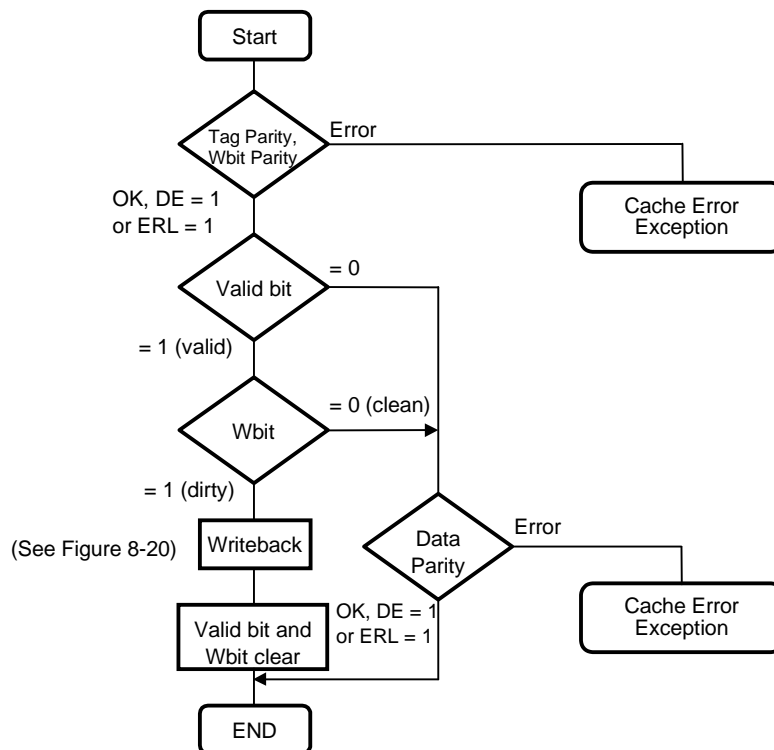 Start
Tag Parity,
Wbit Parity
Error
Cache Error
Exception
OK, DE = 1
or ERL = 1
Valid bit
= 0
= 1 (valid)
Wbit
= 0 (clean)
= 1 (dirty)
(See Figure 8-20)
Writeback
Data
Parity
Error
Cache Error
Exception
Valid bit and
Wbit clear
OK, DE = 1
or ERL = 1
END